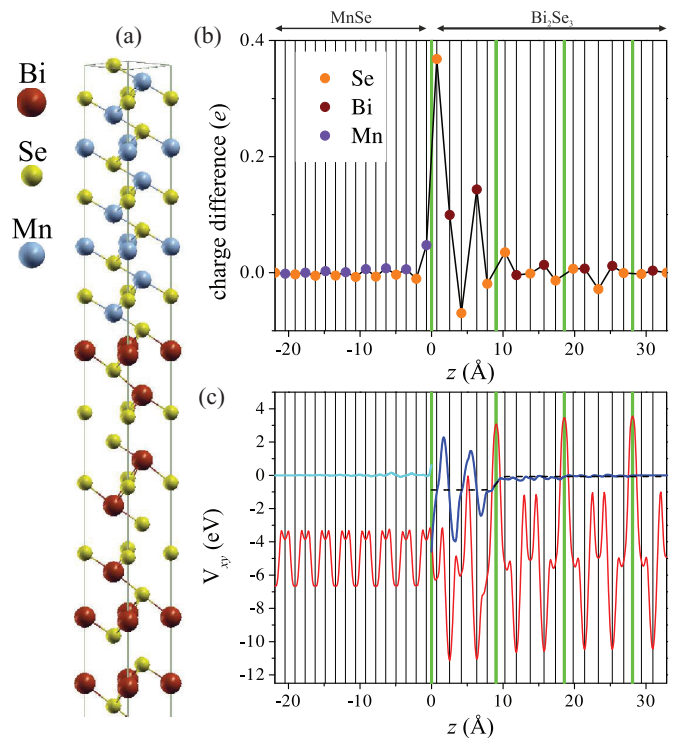 MnSe
Bi₂Se₃
(a)
Bi
Se
Mn
(b)
0.4
0.2
0.0
charge difference (e)
Se
Bi
Mn
-20
-10
0
10
20
30
z (Å)
(c)
4
2
0
-2
-4
-6
-8
-10
-12
V_xy (eV)
-20
-10
0
10
20
30
z (Å)